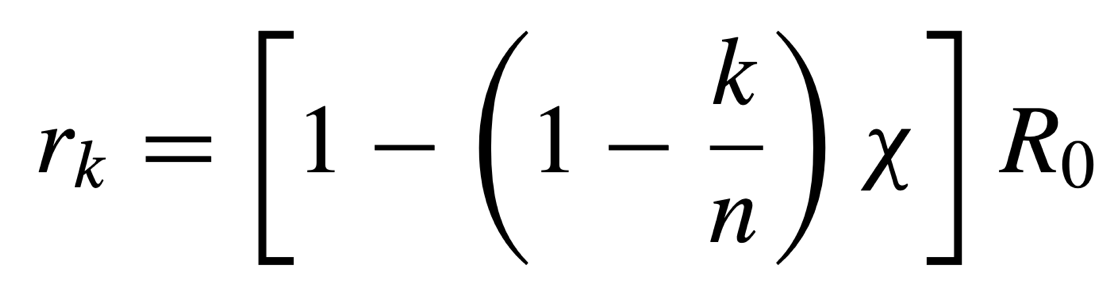 r_k = [1 − (1 − k/n) χ] R_0